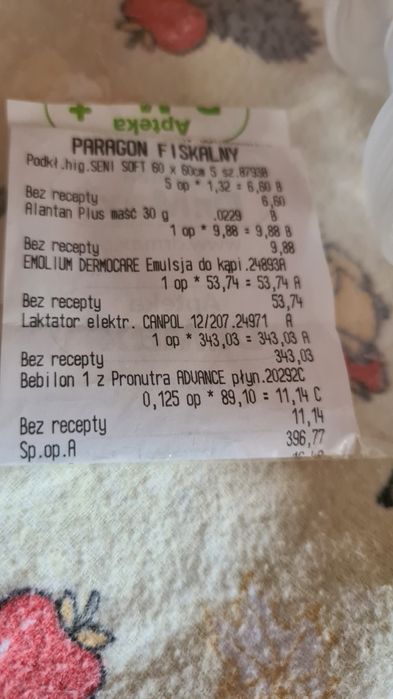 Apteka
PARAGON FISKALNY
Podkł.hig.SENI SOFT 60 x 60cm 5 sz.87938
5 op * 1,32 = 6,60 B
Bez recepty 6,60
Alantan Plus maść 30 g .0229 B
1 op * 9,88 = 9,88 B
Bez recepty 9,88
EMOLIUM DERMOCARE Emulsja do kąpi.24893A
1 op * 53,74 = 53,74 A
Bez recepty 53,74
Laktator elektr. CANPOL 12/207.24971 A
1 op * 343,03 = 343,03 A
Bez recepty 343,03
Bebilon 1 z Pronutra ADVANCE płyn.20292C
0,125 op * 89,10 = 11,14 C
Bez recepty 11,14
Sp.op.A 396,77